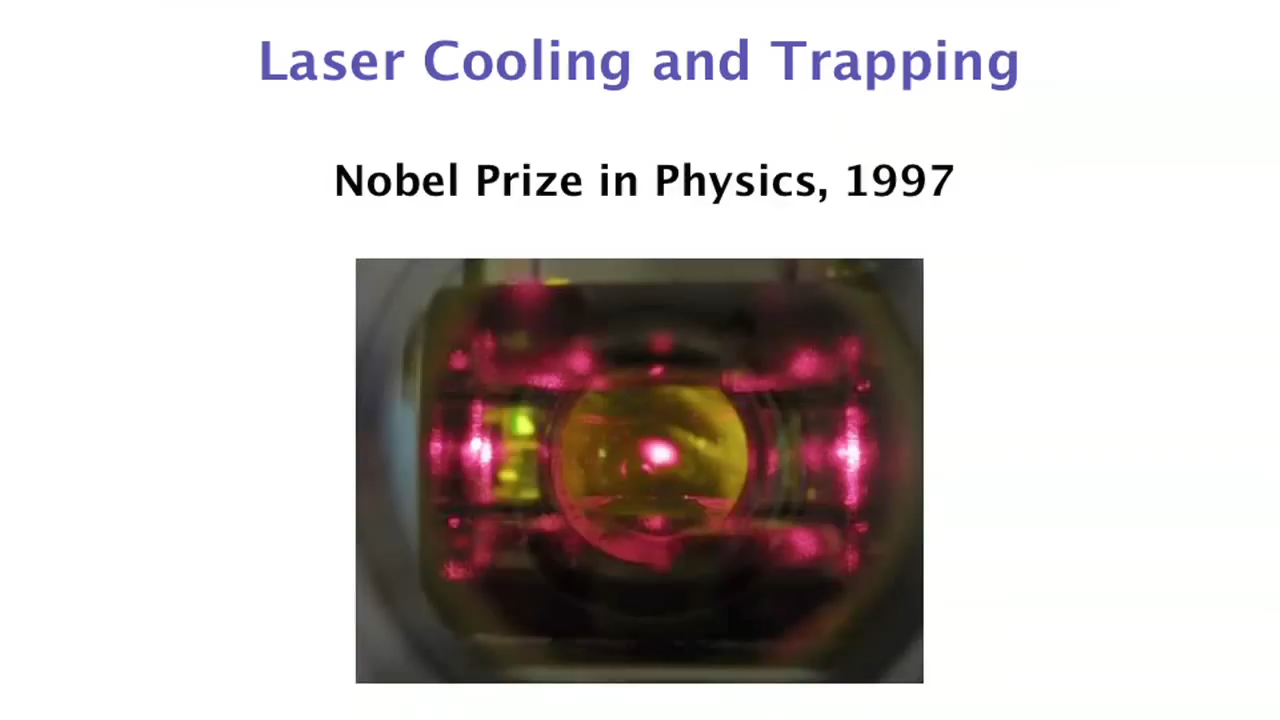 Laser Cooling and Trapping
Nobel Prize in Physics, 1997